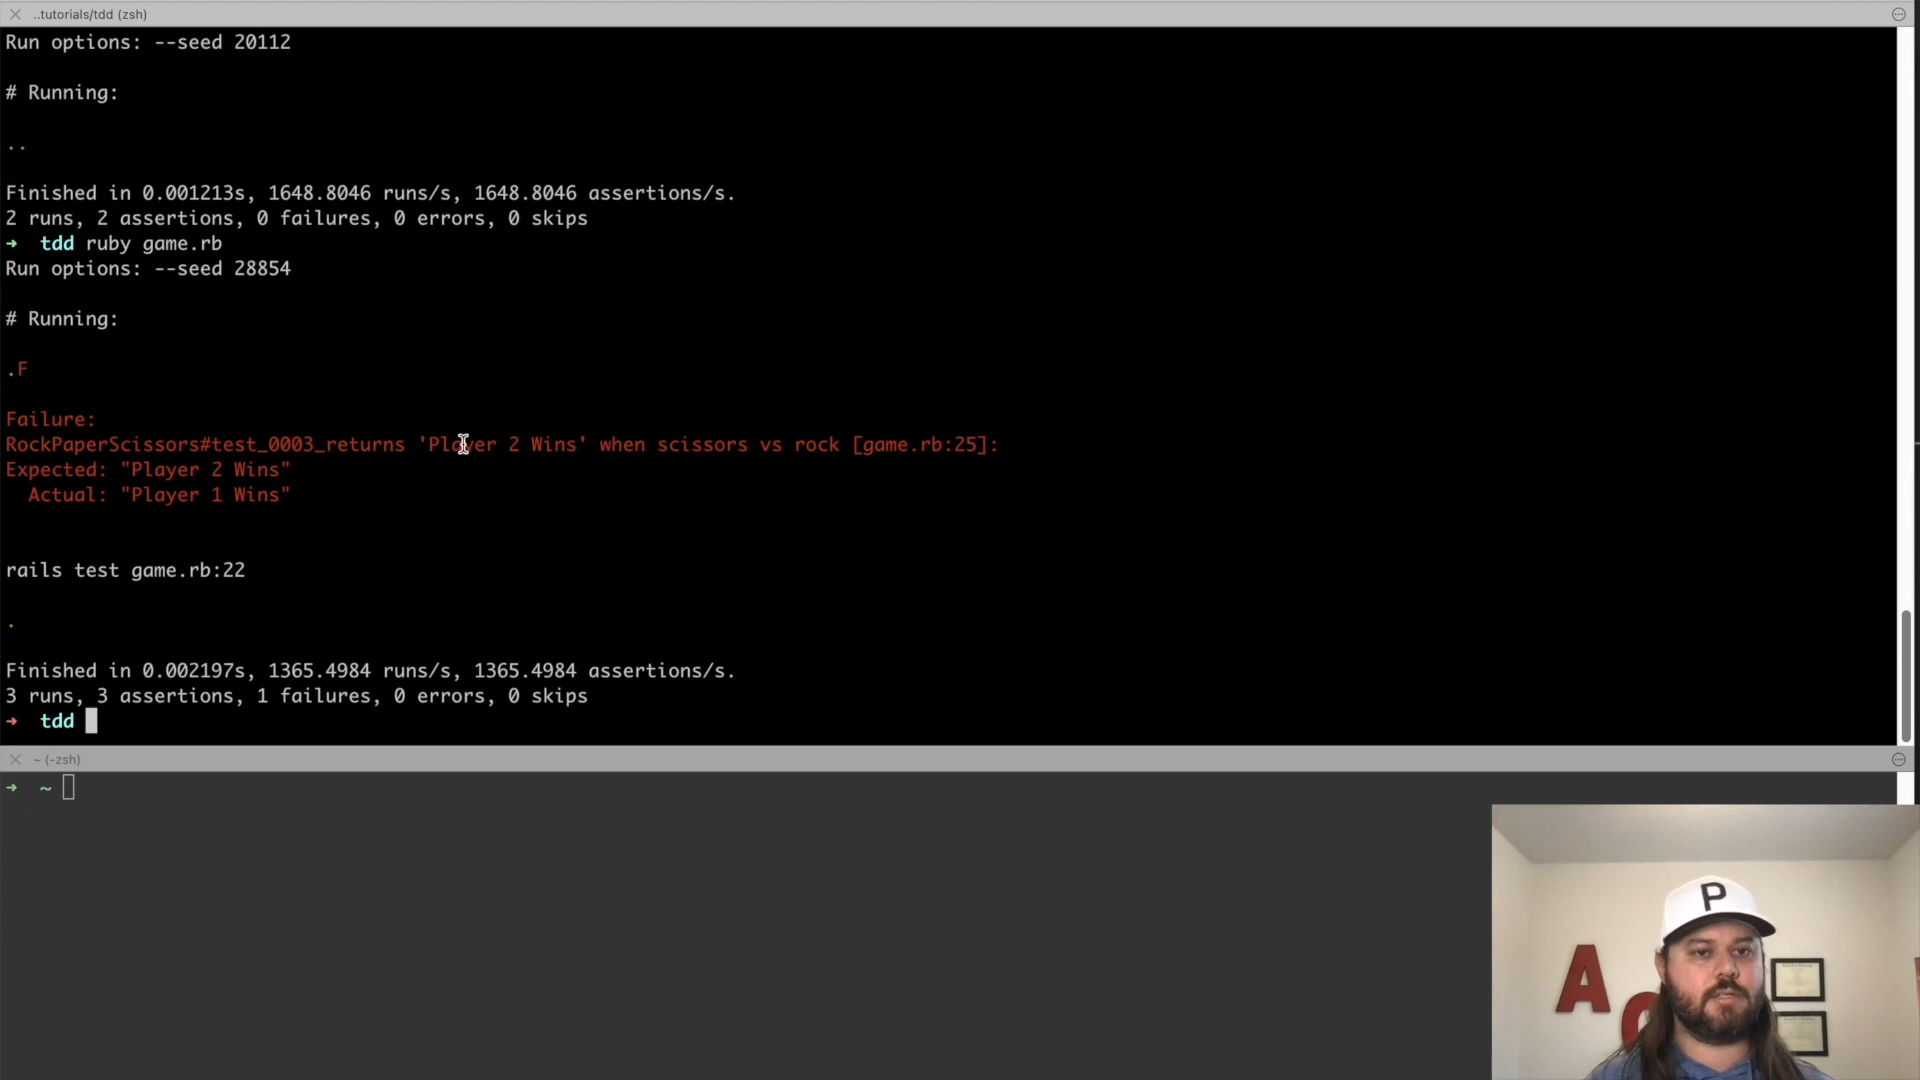 ..tutorials/tdd (zsh)
Run options: --seed 20112
# Running:
..
Finished in 0.001213s, 1648.8046 runs/s, 1648.8046 assertions/s.
2 runs, 2 assertions, 0 failures, 0 errors, 0 skips
→ tdd ruby game.rb
Run options: --seed 28854
# Running:
.F
Failure:
RockPaperScissors#test_0003_returns 'Player 2 Wins' when scissors vs rock [game.rb:25]:
Expected: "Player 2 Wins"
Actual: "Player 1 Wins"
rails test game.rb:22
.
Finished in 0.002197s, 1365.4984 runs/s, 1365.4984 assertions/s.
3 runs, 3 assertions, 1 failures, 0 errors, 0 skips
→ tdd
~ (-zsh)
→ ~
P
A